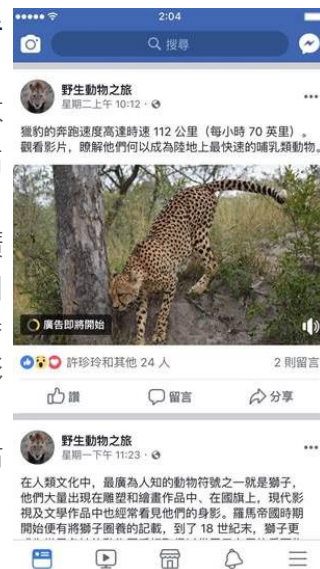 2:04
搜尋
野生動物之旅
星期二上午 10:12 ·
獵豹的奔跑速度高達時速 112 公里（每小時 70 英里）。
觀看影片，瞭解他們何以成為陸地上最快速的哺乳類動物。
廣告即將開始
許珍玲和其他 24 人
2 則留言
讚
留言
分享
野生動物之旅
星期一下午 11:23 ·
在人類文化中，最廣為人知的動物符號之一就是獅子，
他們大量出現在雕塑和繪畫作品中、在國旗上，現代影
視及文學作品中也經常看見他們的身影。羅馬帝國時期
開始便有將獅子圈養的記載，到了 18 世紀末，獅子更